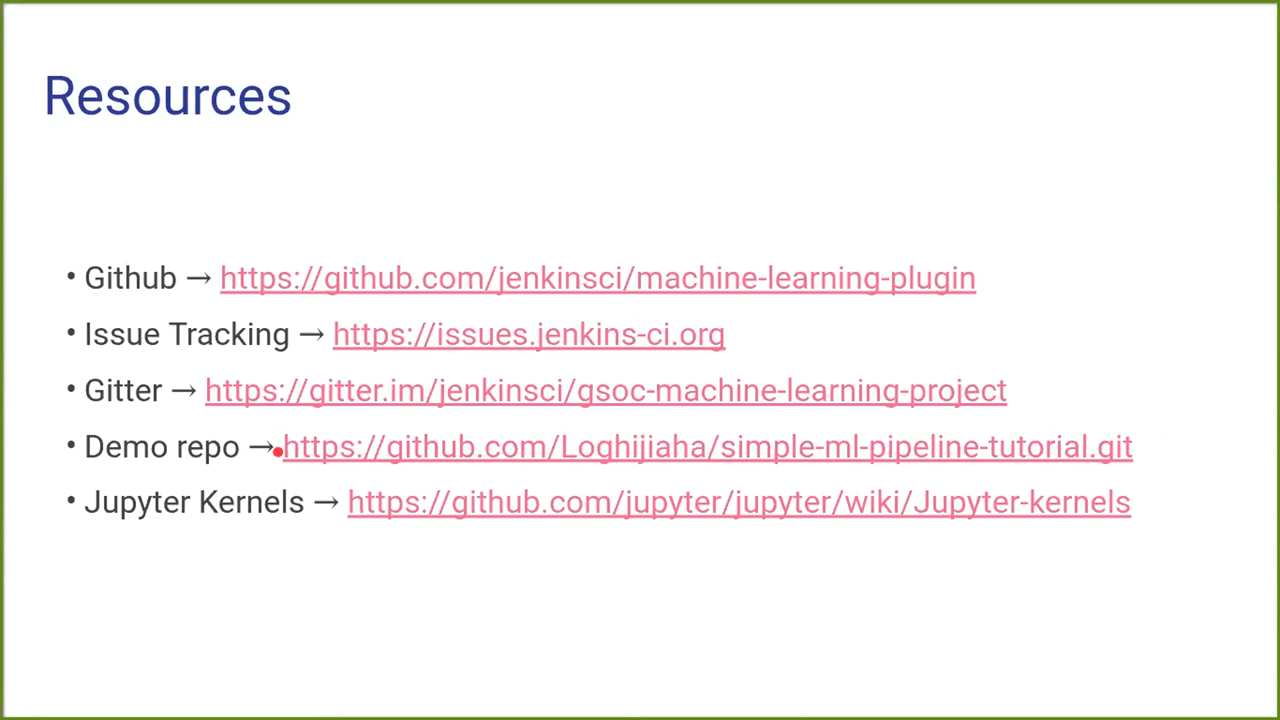 Resources
• Github → https://github.com/jenkinsci/machine-learning-plugin
• Issue Tracking → https://issues.jenkins-ci.org
• Gitter → https://gitter.im/jenkinsci/gsoc-machine-learning-project
• Demo repo → https://github.com/Loghijiaha/simple-ml-pipeline-tutorial.git
• Jupyter Kernels → https://github.com/jupyter/jupyter/wiki/Jupyter-kernels